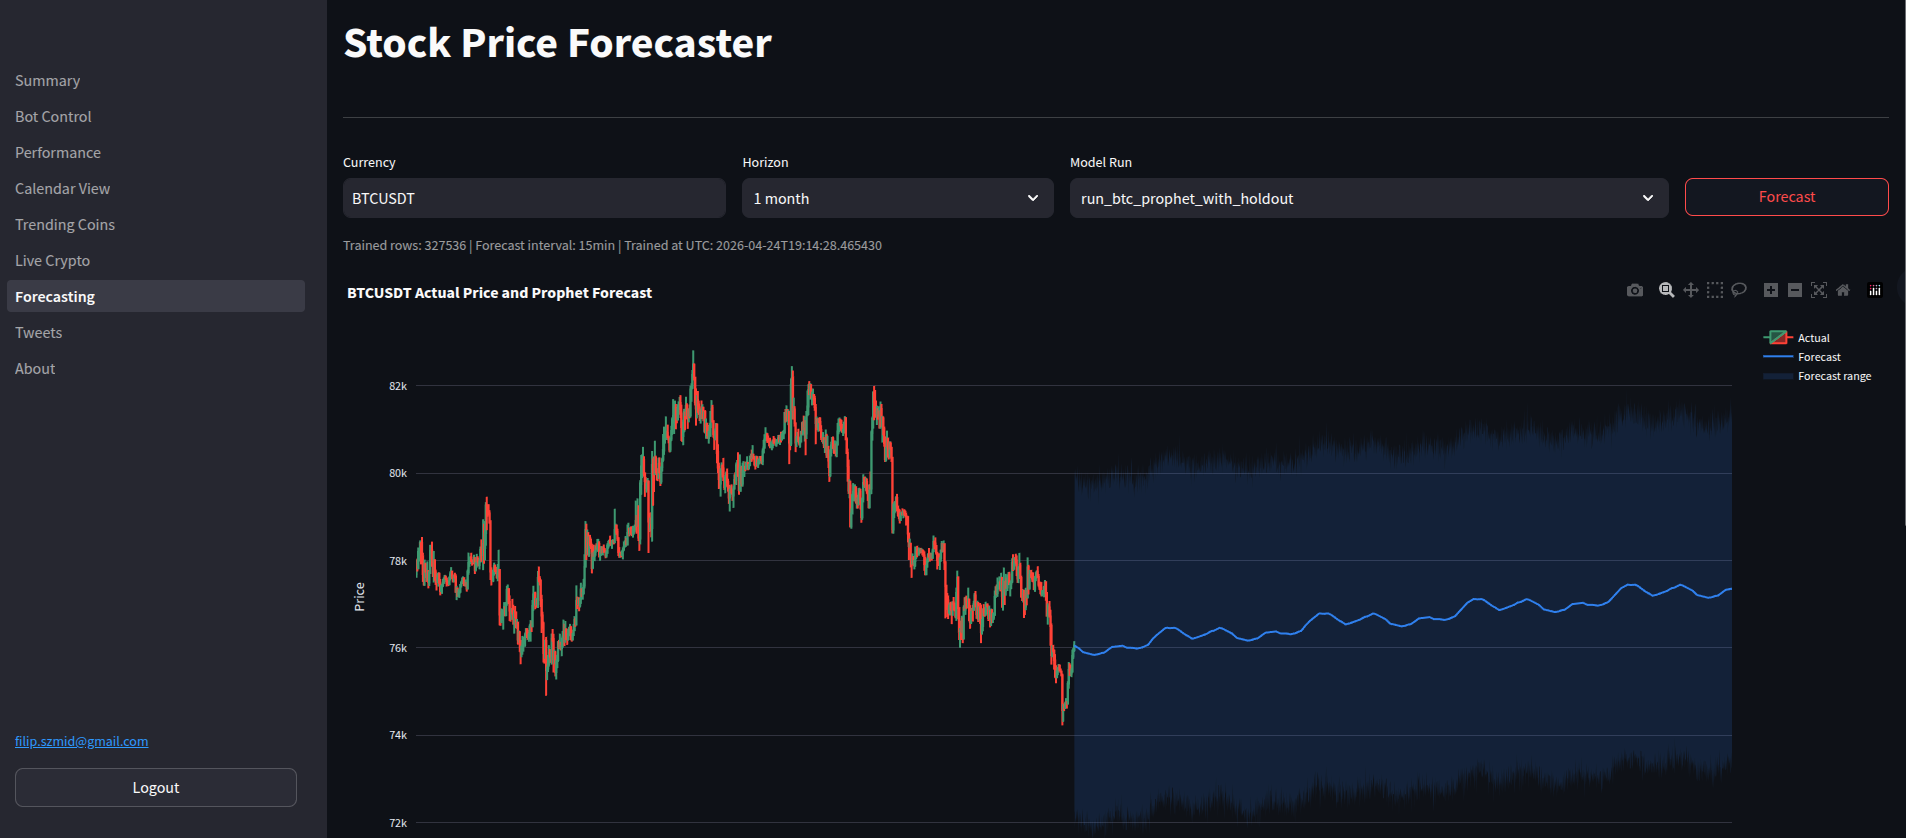 Stock Price Forecaster
Summary
Bot Control
Performance
Calendar View
Trending Coins
Live Crypto
Forecasting
Tweets
About
filip.szmid@gmail.com
Logout
Currency
Horizon
Model Run
BTCUSDT
1 month
run_btc_prophet_with_holdout
Forecast
Trained rows: 327536 | Forecast interval: 15min | Trained at UTC: 2026-04-24T19:14:28.465430
BTCUSDT Actual Price and Prophet Forecast
Actual
Forecast
Forecast range
82k
80k
78k
76k
74k
72k
Price